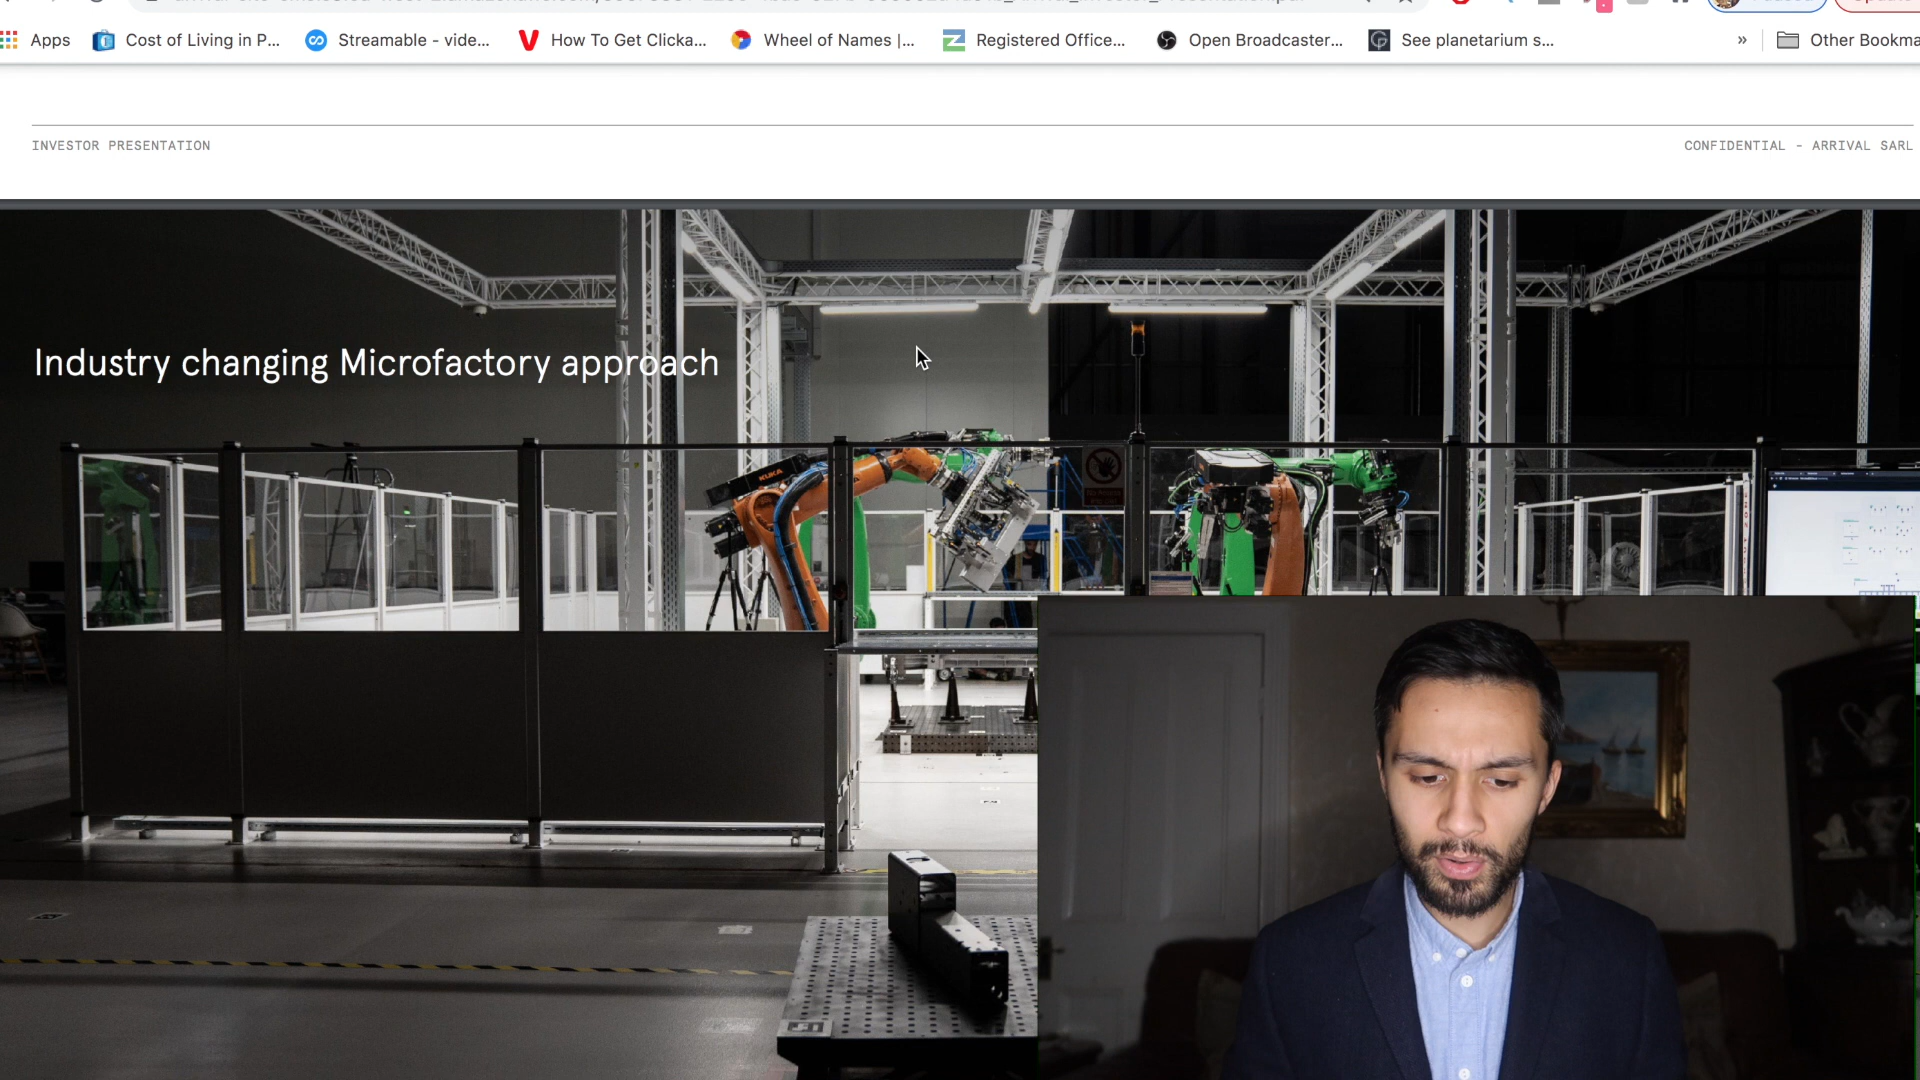 Apps
Cost of Living in P...
Streamable - vide...
How To Get Clicka...
Wheel of Names |...
Registered Office...
Open Broadcaster...
See planetarium s...
»
Other Bookma
INVESTOR PRESENTATION
CONFIDENTIAL - ARRIVAL SARL
Industry changing Microfactory approach
KUKA